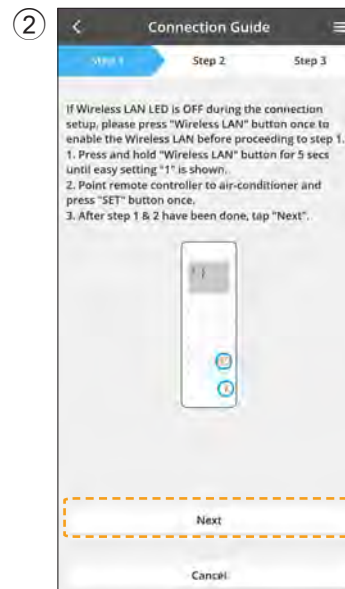 2
Connection Guide
Step 1 Step 2 Step 3
If Wireless LAN LED is OFF during the connection
setup, please press "Wireless LAN" button once to
enable the Wireless LAN before proceeding to step 1.
1. Press and hold "Wireless LAN" button for 5 secs
until easy setting "1" is shown.
2. Point remote controller to air-conditioner and
press "SET" button once.
3. After step 1 & 2 have been done, tap "Next".
Next
Cancel